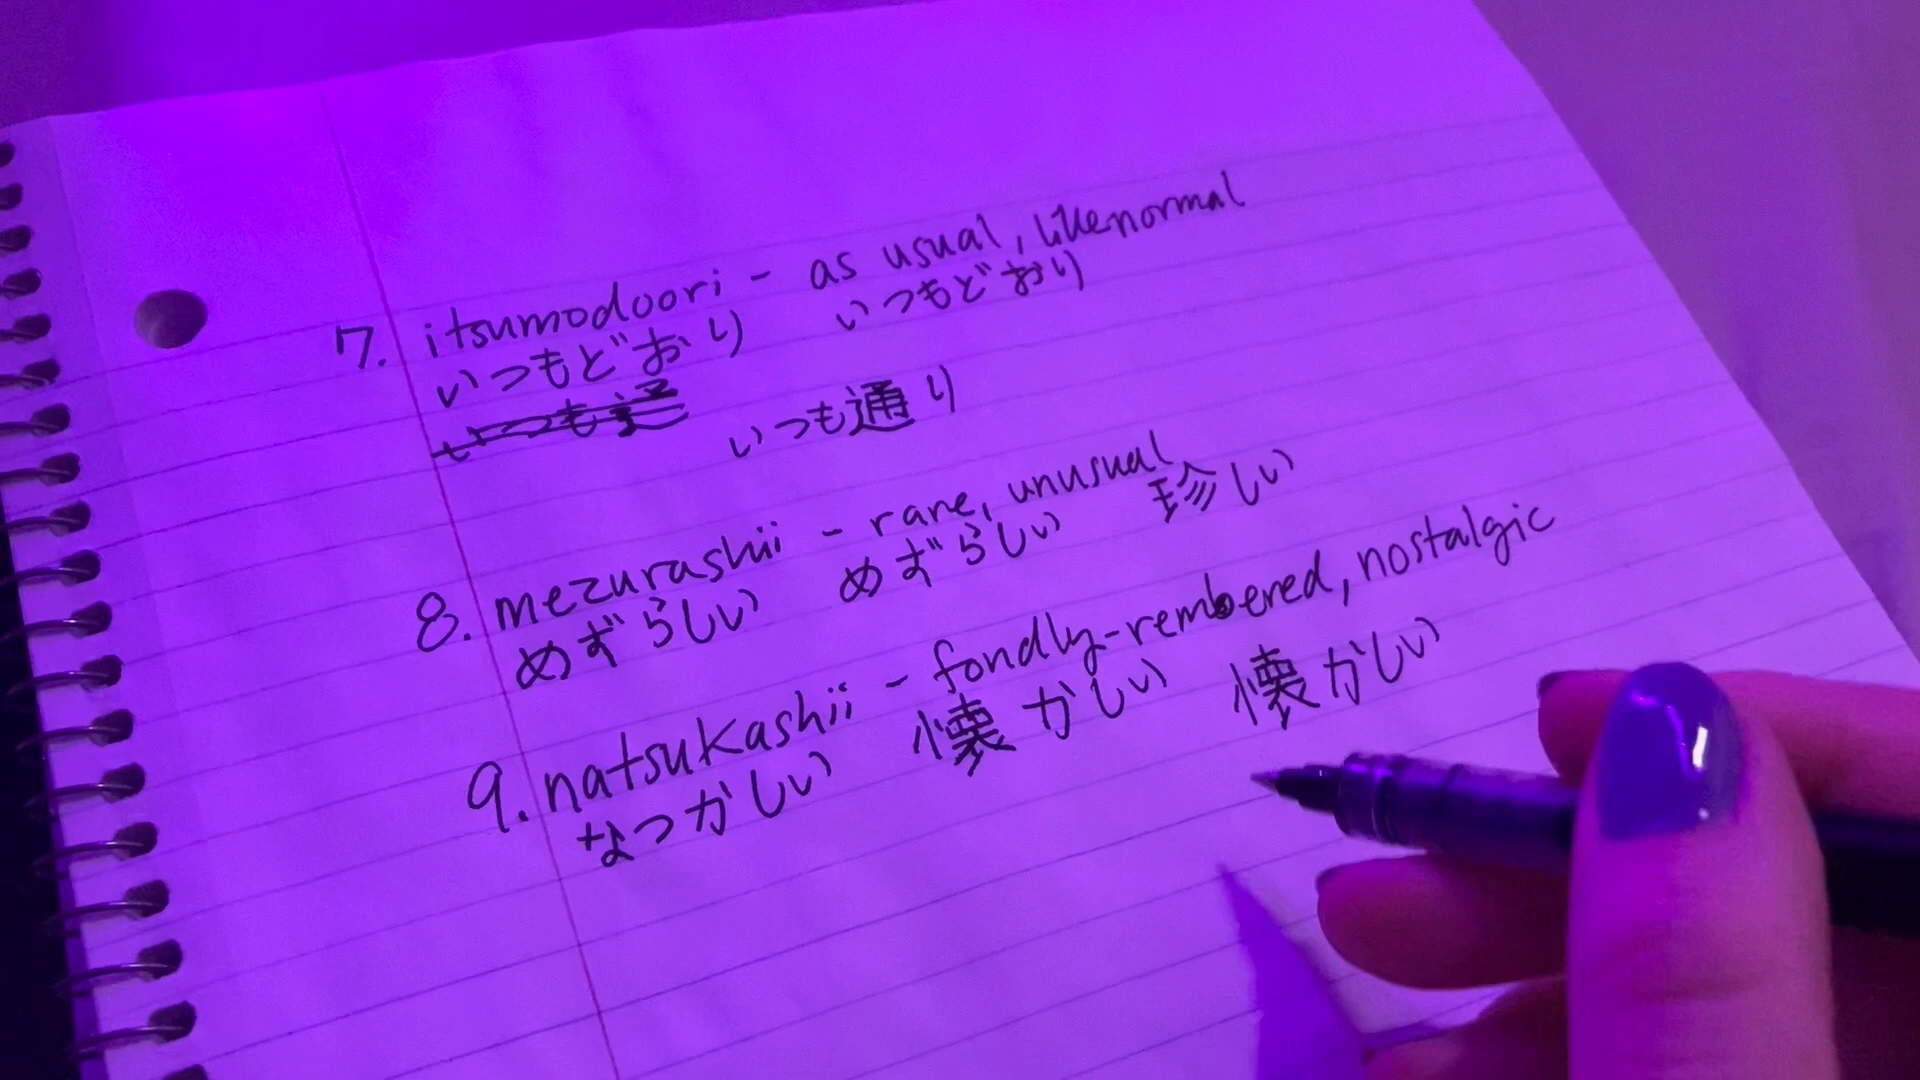 7. itsumodoori - as usual, like normal
いつもどおり いつもどおり
いつも通り
8. mezurashii - rare, unusual
めずらしい めずらしい 珍しい
9. natsukashii - fondly-rembered, nostalgic
なつかしい 懐かしい 懐かしい